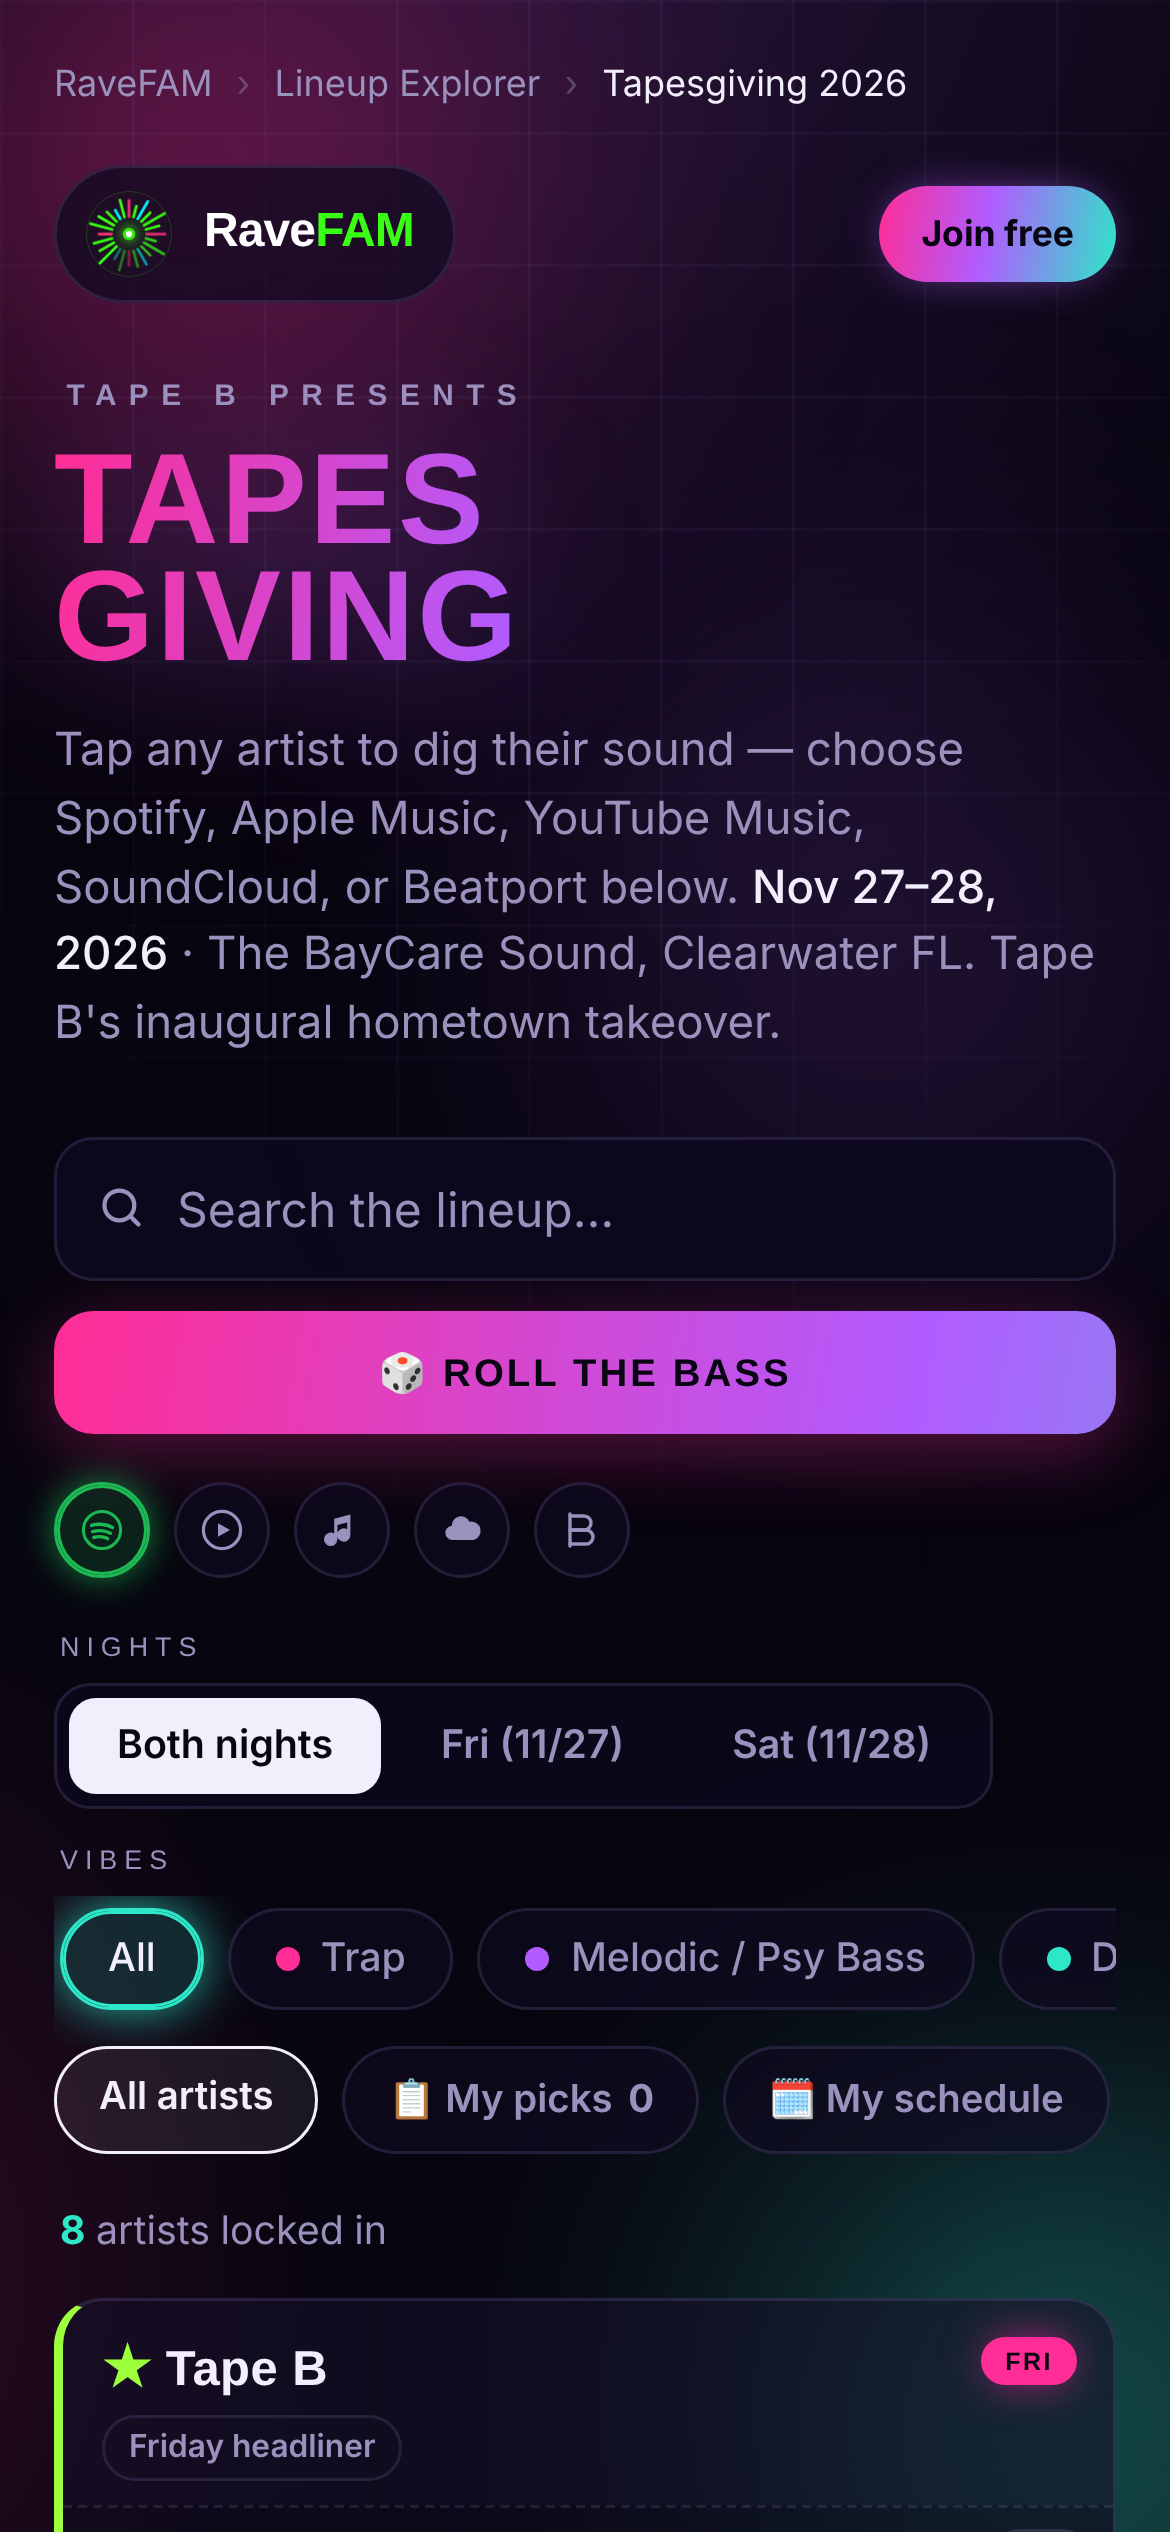 RaveFAM › Lineup Explorer › Tapesgiving 2026
RaveFAM
Join free
TAPE B PRESENTS
TAPES
GIVING
Tap any artist to dig their sound — choose
Spotify, Apple Music, YouTube Music,
SoundCloud, or Beatport below. Nov 27–28,
2026 · The BayCare Sound, Clearwater FL. Tape
B's inaugural hometown takeover.
Search the lineup...
🎲 ROLL THE BASS
NIGHTS
Both nights Fri (11/27) Sat (11/28)
VIBES
All Trap Melodic / Psy Bass D
All artists 📋 My picks 0 🗓️ My schedule
8 artists locked in
★ Tape B FRI
Friday headliner